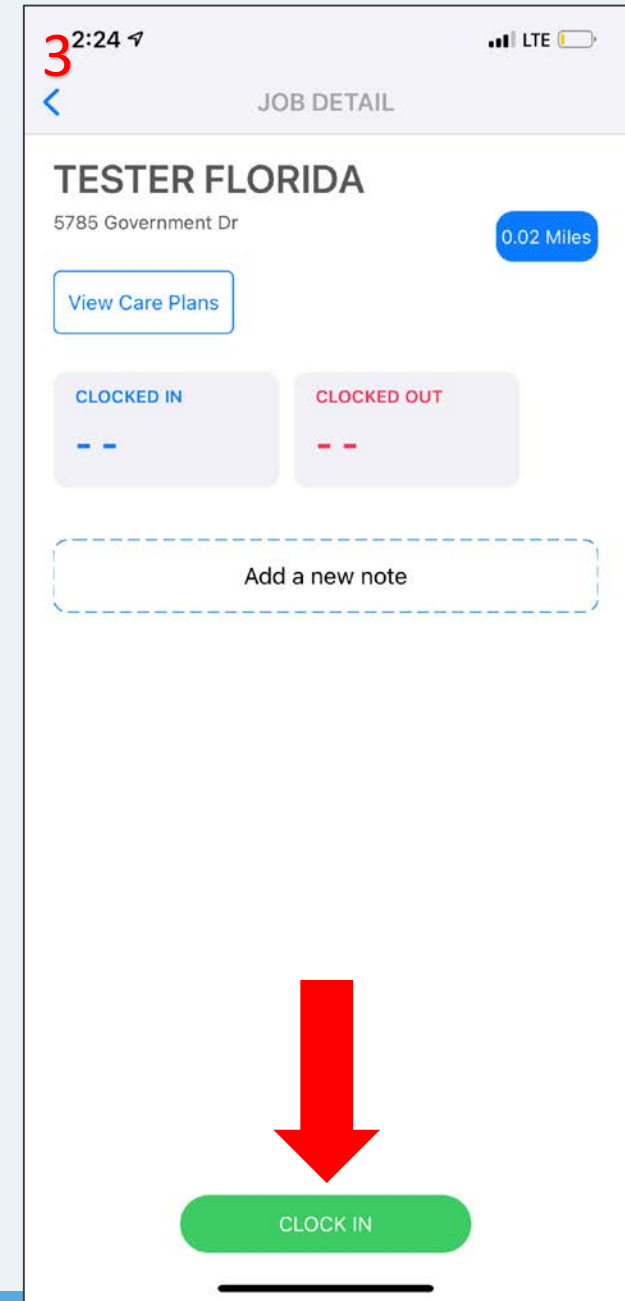 3
2:24 LTE
JOB DETAIL
TESTER FLORIDA
5785 Government Dr
0.02 Miles
View Care Plans
CLOCKED IN CLOCKED OUT
-- --
Add a new note
CLOCK IN